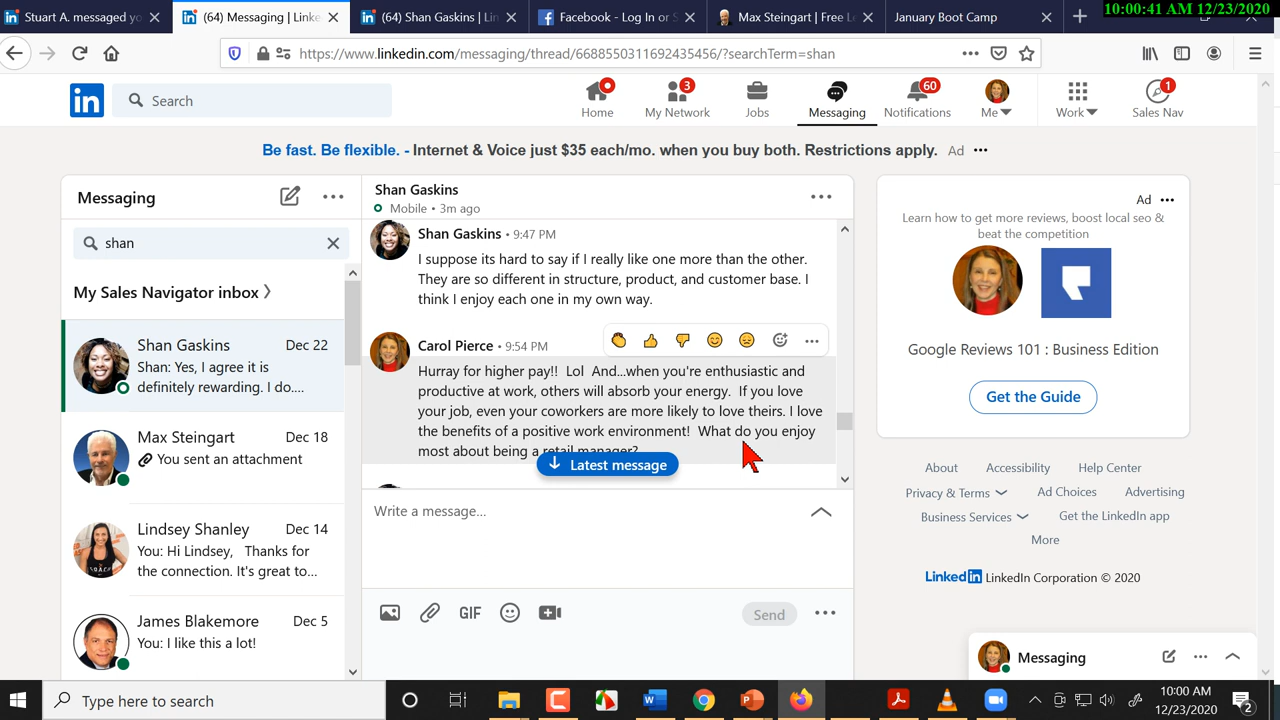 10:00:41 AM 12/23/2020
Stuart A. messaged yo
(64) Messaging | Linke
(64) Shan Gaskins | Lin
Facebook - Log In or S
Max Steingart | Free Le
January Boot Camp
https://www.linkedin.com/messaging/thread/6688550311692435456/?searchTerm=shan
in
Search
Home
3
My Network
Jobs
Messaging
60
Notifications
Me
Work
1
Sales Nav
Be fast. Be flexible. - Internet & Voice just $35 each/mo. when you buy both. Restrictions apply. Ad
Messaging
shan
My Sales Navigator inbox
Shan Gaskins Dec 22
Shan: Yes, I agree it is
definitely rewarding. I do....
Max Steingart Dec 18
You sent an attachment
Lindsey Shanley Dec 14
You: Hi Lindsey, Thanks for
the connection. It's great to...
James Blakemore Dec 5
You: I like this a lot!
Shan Gaskins
Mobile • 3m ago
Shan Gaskins • 9:47 PM
I suppose its hard to say if I really like one more than the other.
They are so different in structure, product, and customer base. I
think I enjoy each one in my own way.
Carol Pierce • 9:54 PM
Hurray for higher pay!! Lol And...when you're enthusiastic and
productive at work, others will absorb your energy. If you love
your job, even your coworkers are more likely to love theirs. I love
the benefits of a positive work environment! What do you enjoy
most about being a retail manager?
Latest message
Write a message...
GIF
Send
Ad
Learn how to get more reviews, boost local seo &
beat the competition
Google Reviews 101 : Business Edition
Get the Guide
About Accessibility Help Center
Privacy & Terms Ad Choices Advertising
Business Services Get the LinkedIn app
More
Linked in LinkedIn Corporation © 2020
Messaging
Type here to search
10:00 AM
12/23/2020
2